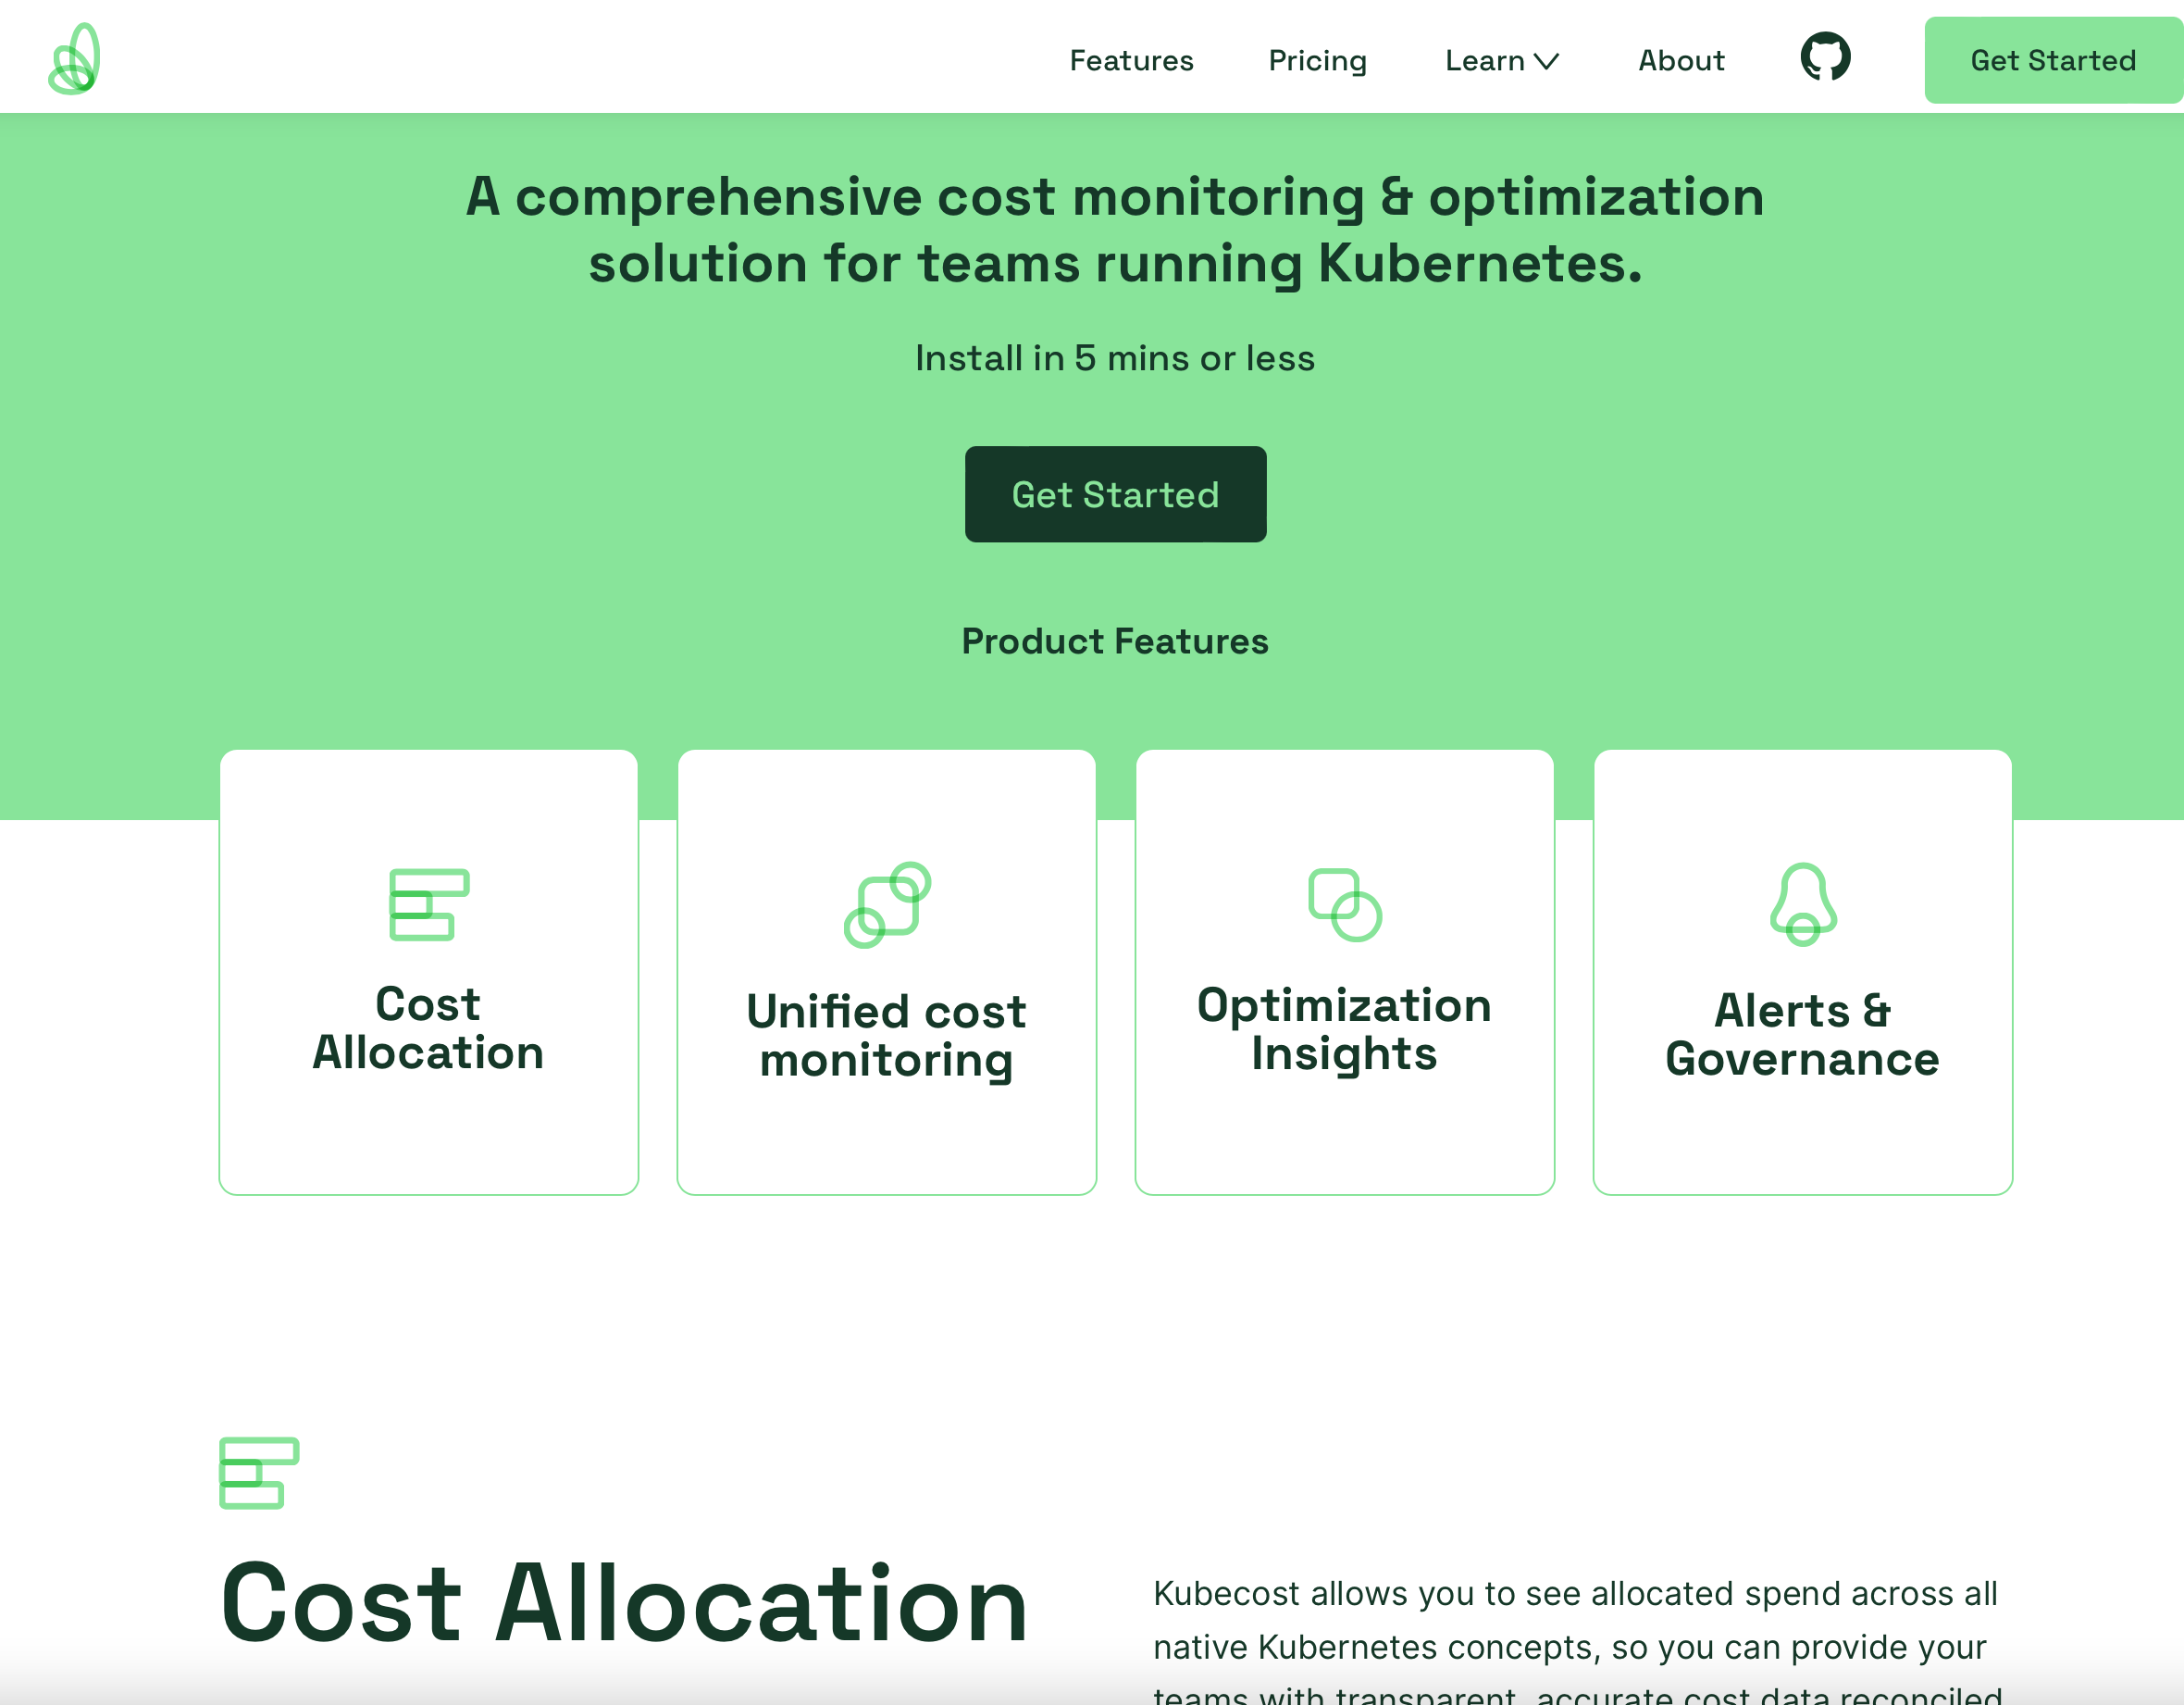 Features Pricing Learn About Get Started
A comprehensive cost monitoring & optimization
solution for teams running Kubernetes.
Install in 5 mins or less
Get Started
Product Features
Cost
Allocation
Unified cost
monitoring
Optimization
Insights
Alerts &
Governance
Cost Allocation
Kubecost allows you to see allocated spend across all
native Kubernetes concepts, so you can provide your
teams with transparent, accurate cost data reconciled